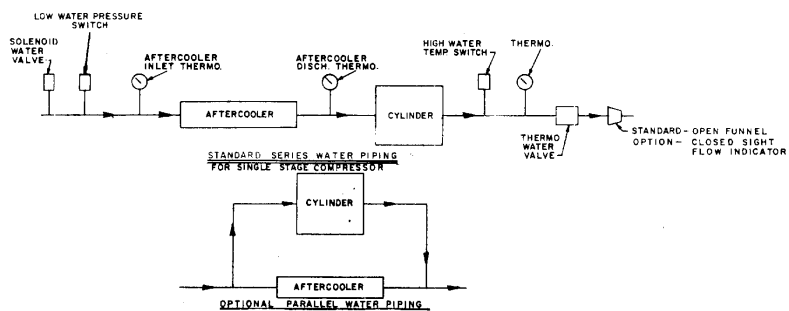 LOW WATER PRESSURE
SWITCH
SOLENOID
WATER
VALVE
AFTERCOOLER
INLET THERMO.
AFTERCOOLER
DISCH. THERMO.
HIGH WATER
TEMP SWITCH
THERMO.
AFTERCOOLER
CYLINDER
THERMO
WATER
VALVE
STANDARD- OPEN FUNNEL
OPTION- CLOSED SIGHT
FLOW INDICATOR
STANDARD SERIES WATER PIPING
FOR SINGLE STAGE COMPRESSOR
CYLINDER
AFTERCOOLER
OPTIONAL PARALLEL WATER PIPING